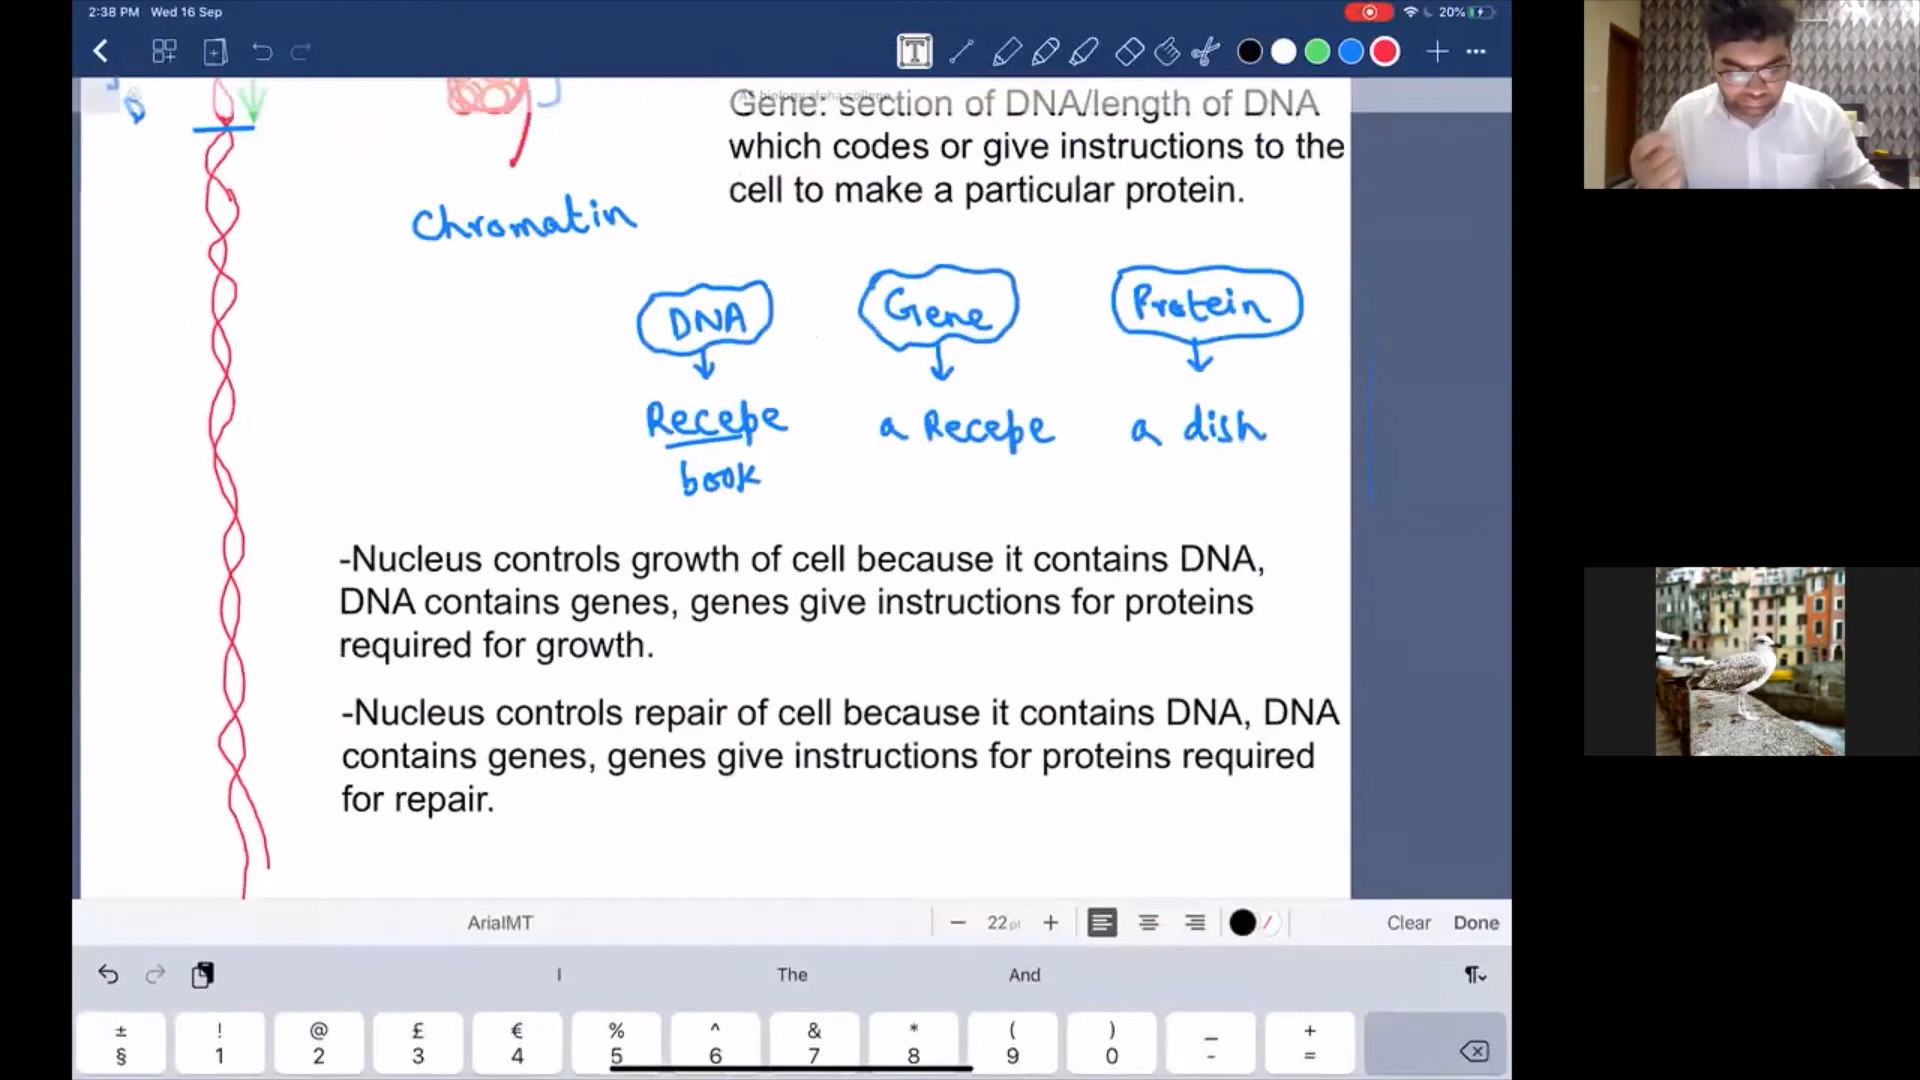 2:38 PM Wed 16 Sep
20%
T
Gene: section of DNA/length of DNA
which codes or give instructions to the
cell to make a particular protein.
Chromatin
DNA Gene Protein
Recepe a Recepe a dish
book
-Nucleus controls growth of cell because it contains DNA,
DNA contains genes, genes give instructions for proteins
required for growth.
-Nucleus controls repair of cell because it contains DNA, DNA
contains genes, genes give instructions for proteins required
for repair.
ArialMT 22pt Clear Done
I The And
± ! @ £ € % ^ & * ( ) _ +
§ 1 2 3 4 5 6 7 8 9 0 - =